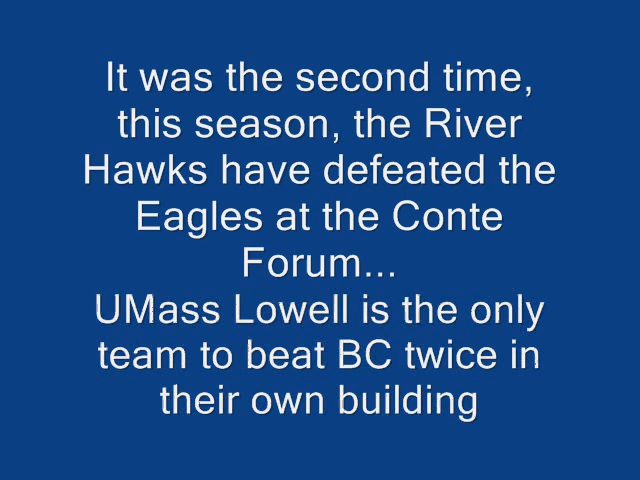 It was the second time,
this season, the River
Hawks have defeated the
Eagles at the Conte
Forum...
UMass Lowell is the only
team to beat BC twice in
their own building